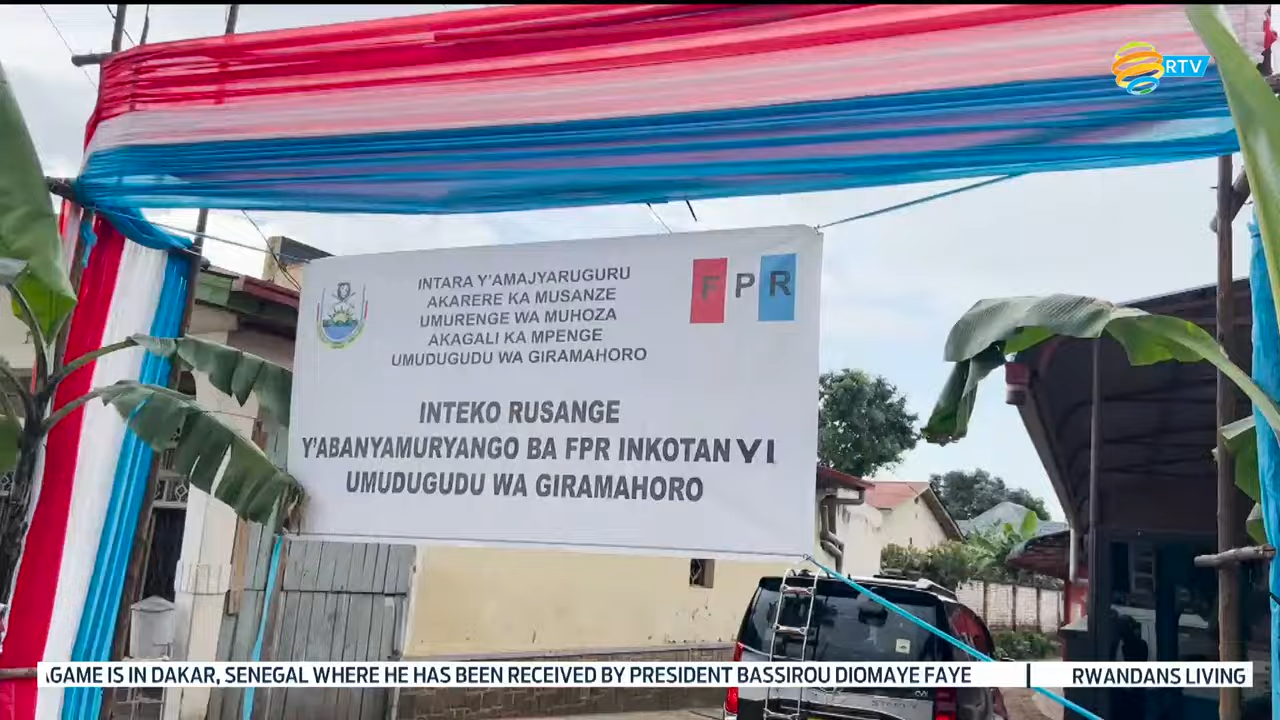 RTV
INTARA Y'AMAJYARUGURU
AKARERE KA MUSANZE
UMURENGE WA MUHOZA
AKAGALI KA MPENGE
UMUDUGUDU WA GIRAMAHORO
F P R
INTEKO RUSANGE
Y'ABANYAMURYANGO BA FPR INKOTANYI
UMUDUGUDU WA GIRAMAHORO
GAME IS IN DAKAR, SENEGAL WHERE HE HAS BEEN RECEIVED BY PRESIDENT BASSIROU DIOMAYE FAYE | RWANDANS LIVING